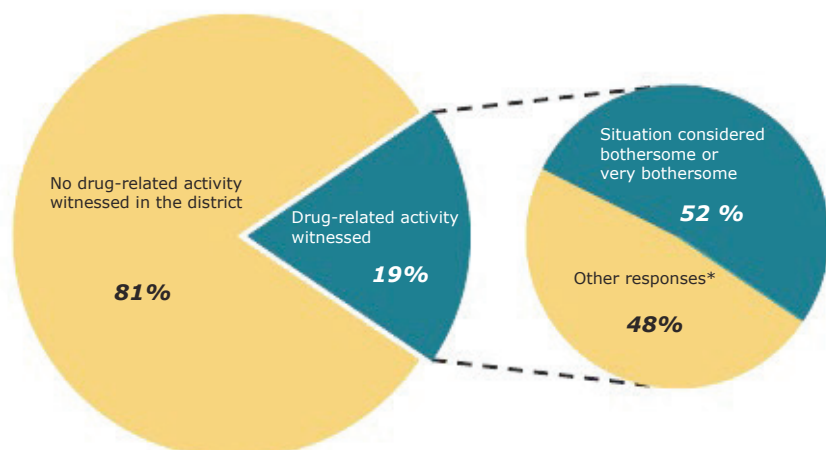 No drug-related activity
witnessed in the district
81%
Drug-related activity
witnessed
19%
Situation considered
bothersome or
very bothersome
52 %
Other responses*
48%